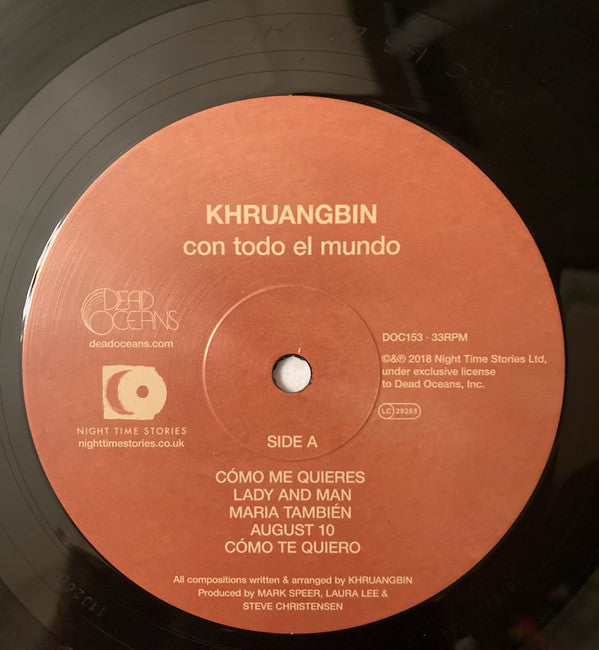 KHRUANGBIN
con todo el mundo
DEAD
OCEANS
deadoceans.com
NIGHT TIME STORIES
nighttimestories.co.uk
DOC153 · 33RPM
©&℗ 2018 Night Time Stories Ltd,
under exclusive license
to Dead Oceans, Inc.
LC 29265
SIDE A
CÓMO ME QUIERES
LADY AND MAN
MARIA TAMBIÉN
AUGUST 10
CÓMO TE QUIERO
All compositions written & arranged by KHRUANGBIN
Produced by MARK SPEER, LAURA LEE &
STEVE CHRISTENSEN